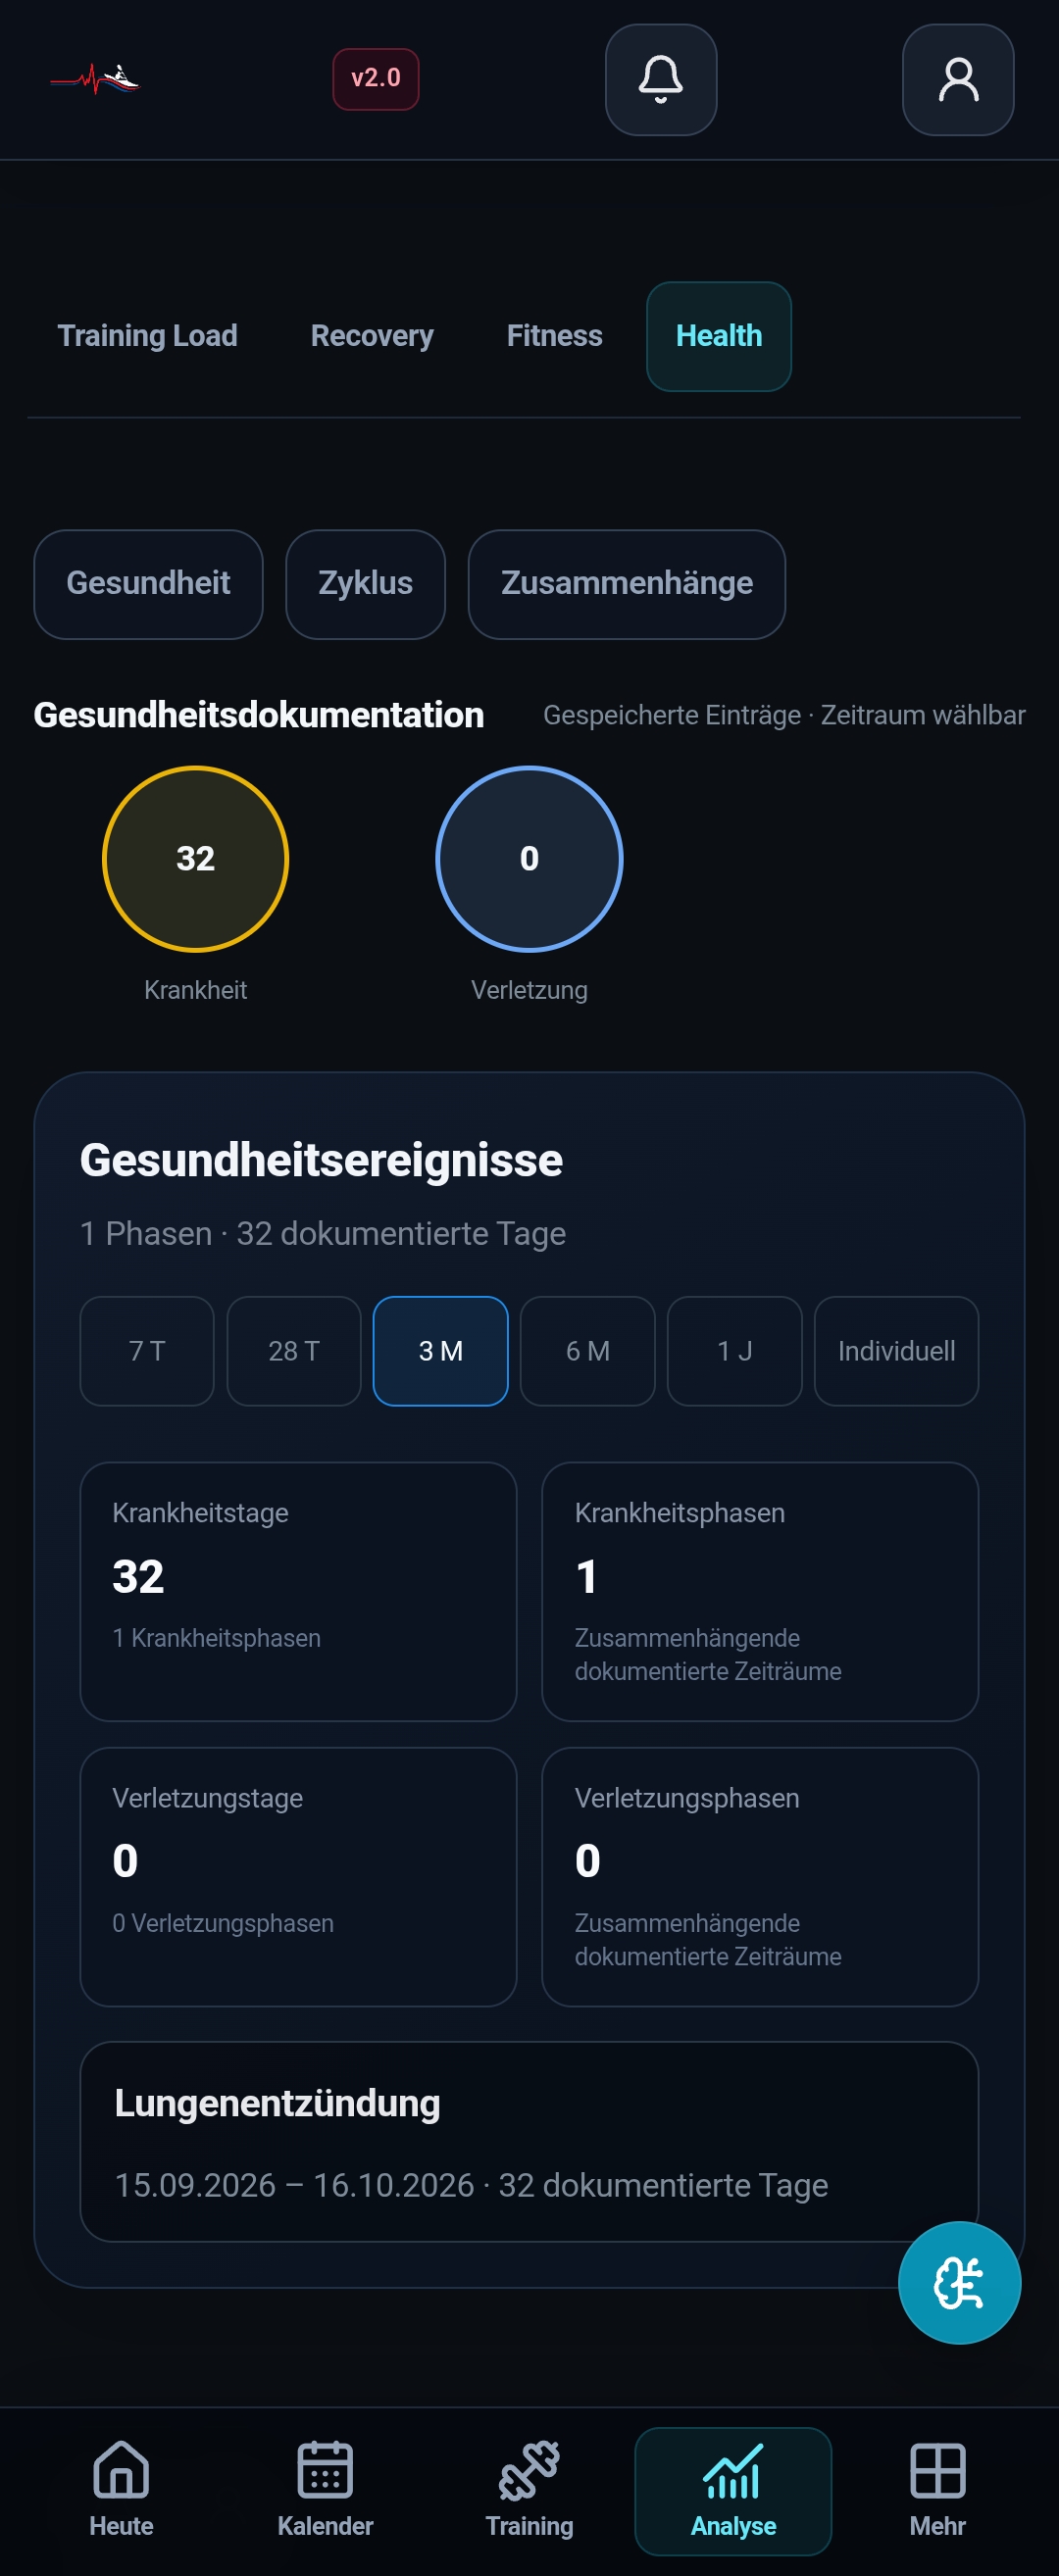 v2.0
Training Load Recovery Fitness Health
Gesundheit Zyklus Zusammenhänge
Gesundheitsdokumentation Gespeicherte Einträge · Zeitraum wählbar
32 0
Krankheit Verletzung
Gesundheitsereignisse
1 Phasen · 32 dokumentierte Tage
7 T 28 T 3 M 6 M 1 J Individuell
Krankheitstage
32
1 Krankheitsphasen
Krankheitsphasen
1
Zusammenhängende
dokumentierte Zeiträume
Verletzungstage
0
0 Verletzungsphasen
Verletzungsphasen
0
Zusammenhängende
dokumentierte Zeiträume
Lungenentzündung
15.09.2026 – 16.10.2026 · 32 dokumentierte Tage
Heute Kalender Training Analyse Mehr